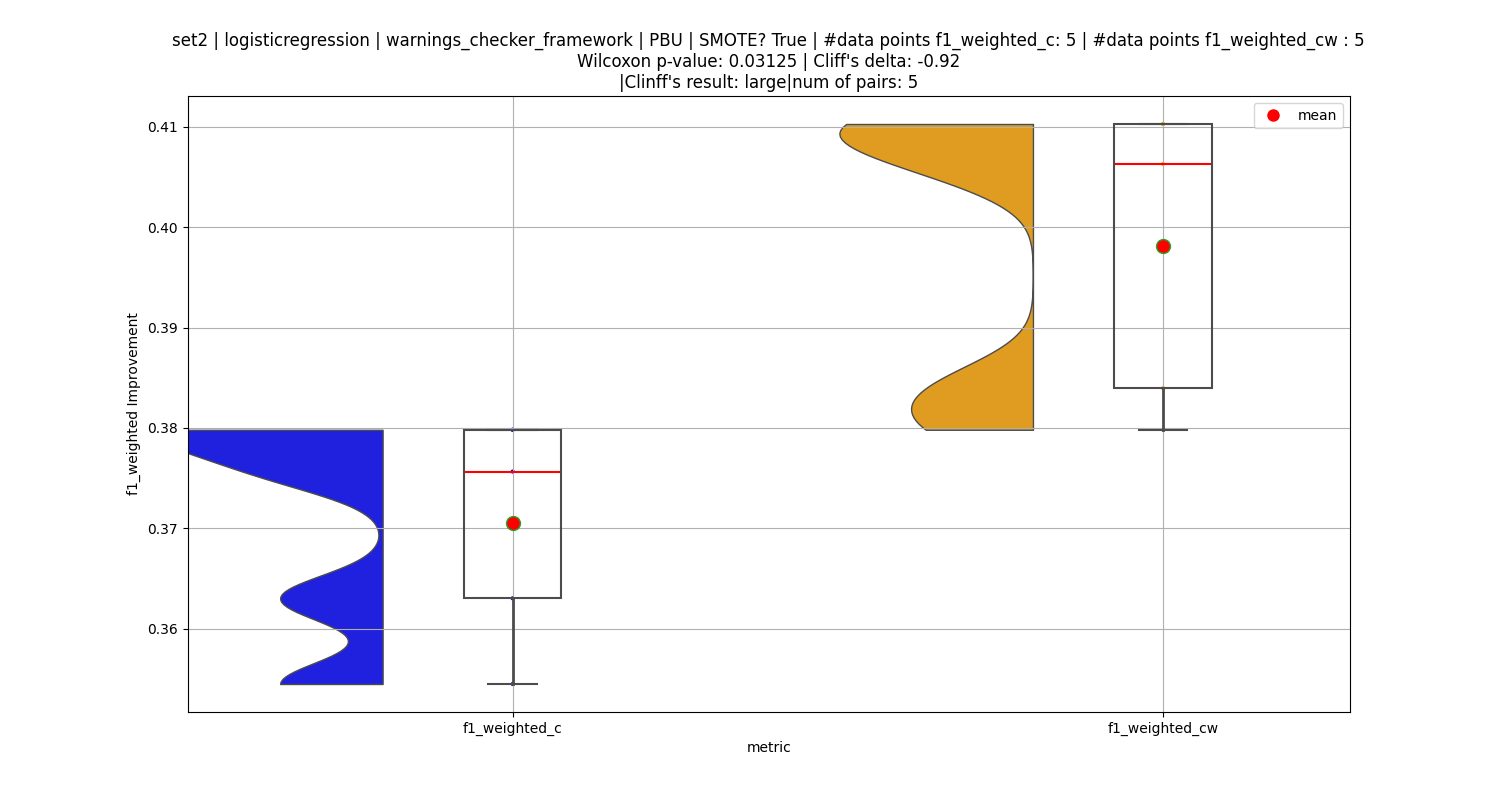 set2 | logisticregression | warnings_checker_framework | PBU | SMOTE? True | #data points f1_weighted_c: 5 | #data points f1_weighted_cw : 5
Wilcoxon p-value: 0.03125 | Cliff's delta: -0.92
|Clinff's result: large|num of pairs: 5
mean
0.41
0.40
0.39
0.38
0.37
0.36
f1_weighted Improvement
f1_weighted_c
f1_weighted_cw
metric